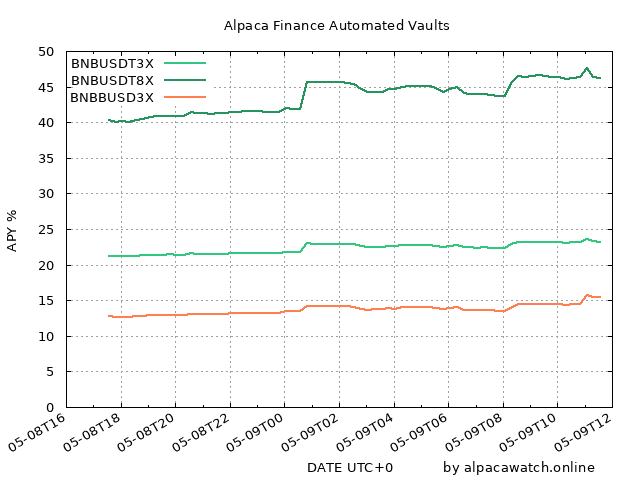 Alpaca Finance Automated Vaults
BNBUSDT3X
BNBUSDT8X
BNBBUSD3X
50
45
40
35
30
25
20
15
10
5
0
APY %
05-08T16
05-08T18
05-08T20
05-08T22
05-09T00
05-09T02
05-09T04
05-09T06
05-09T08
05-09T10
05-09T12
DATE UTC+0
by alpacawatch.online